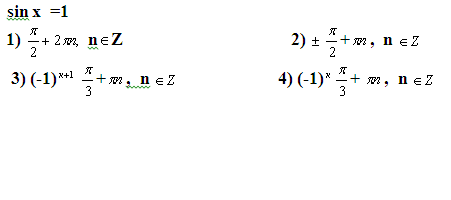 sin x =1
1) π/2 + 2πn, n∈Z 2) ± π/2 + πn, n ∈ Z
3) (-1)ˣ⁺¹ π/3 + πn, n ∈ Z 4) (-1)ˣ π/3 + πn, n ∈ Z